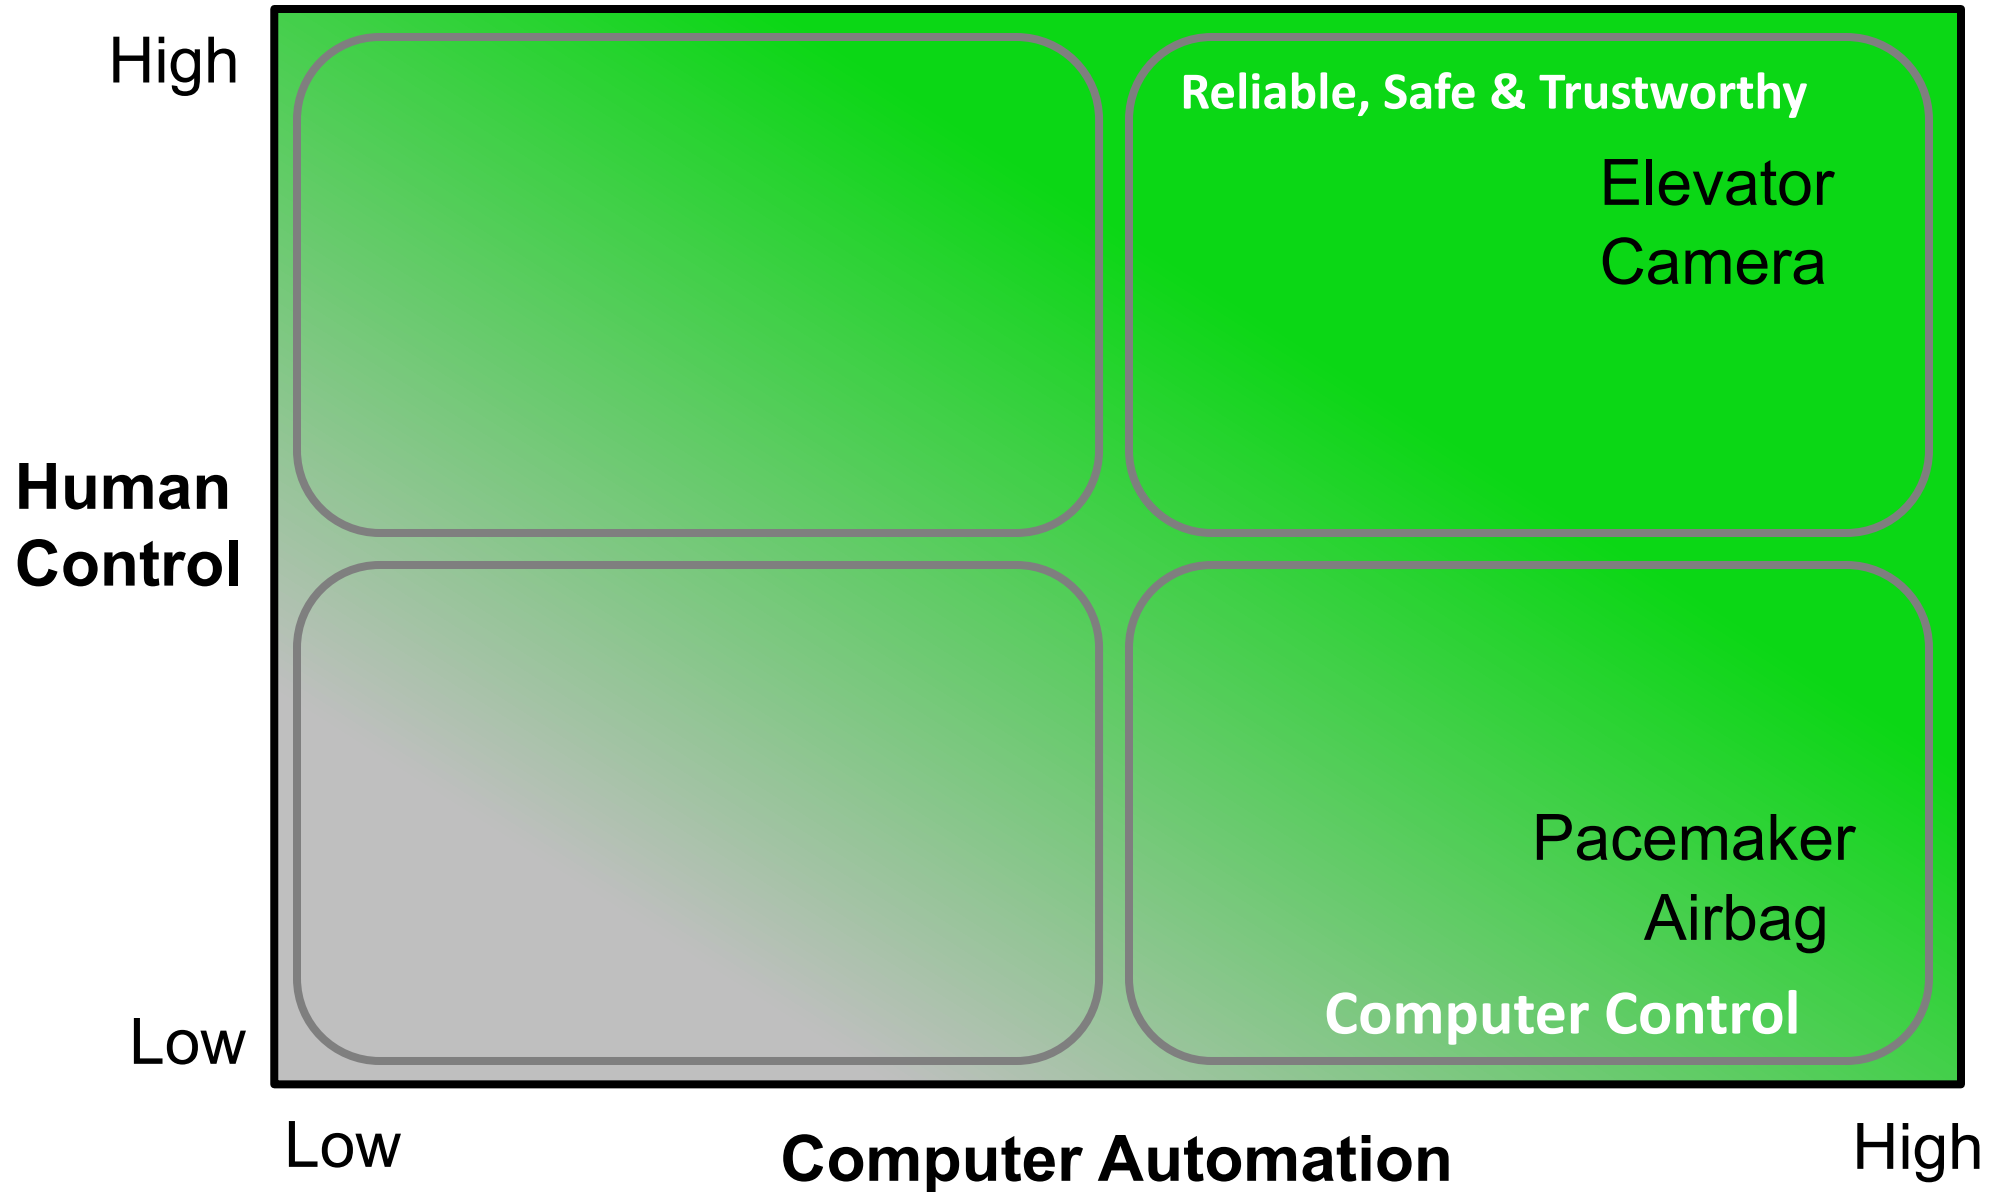 High
Reliable, Safe & Trustworthy
Elevator
Camera
Human
Control
Pacemaker
Airbag
Computer Control
Low
Low
Computer Automation
High